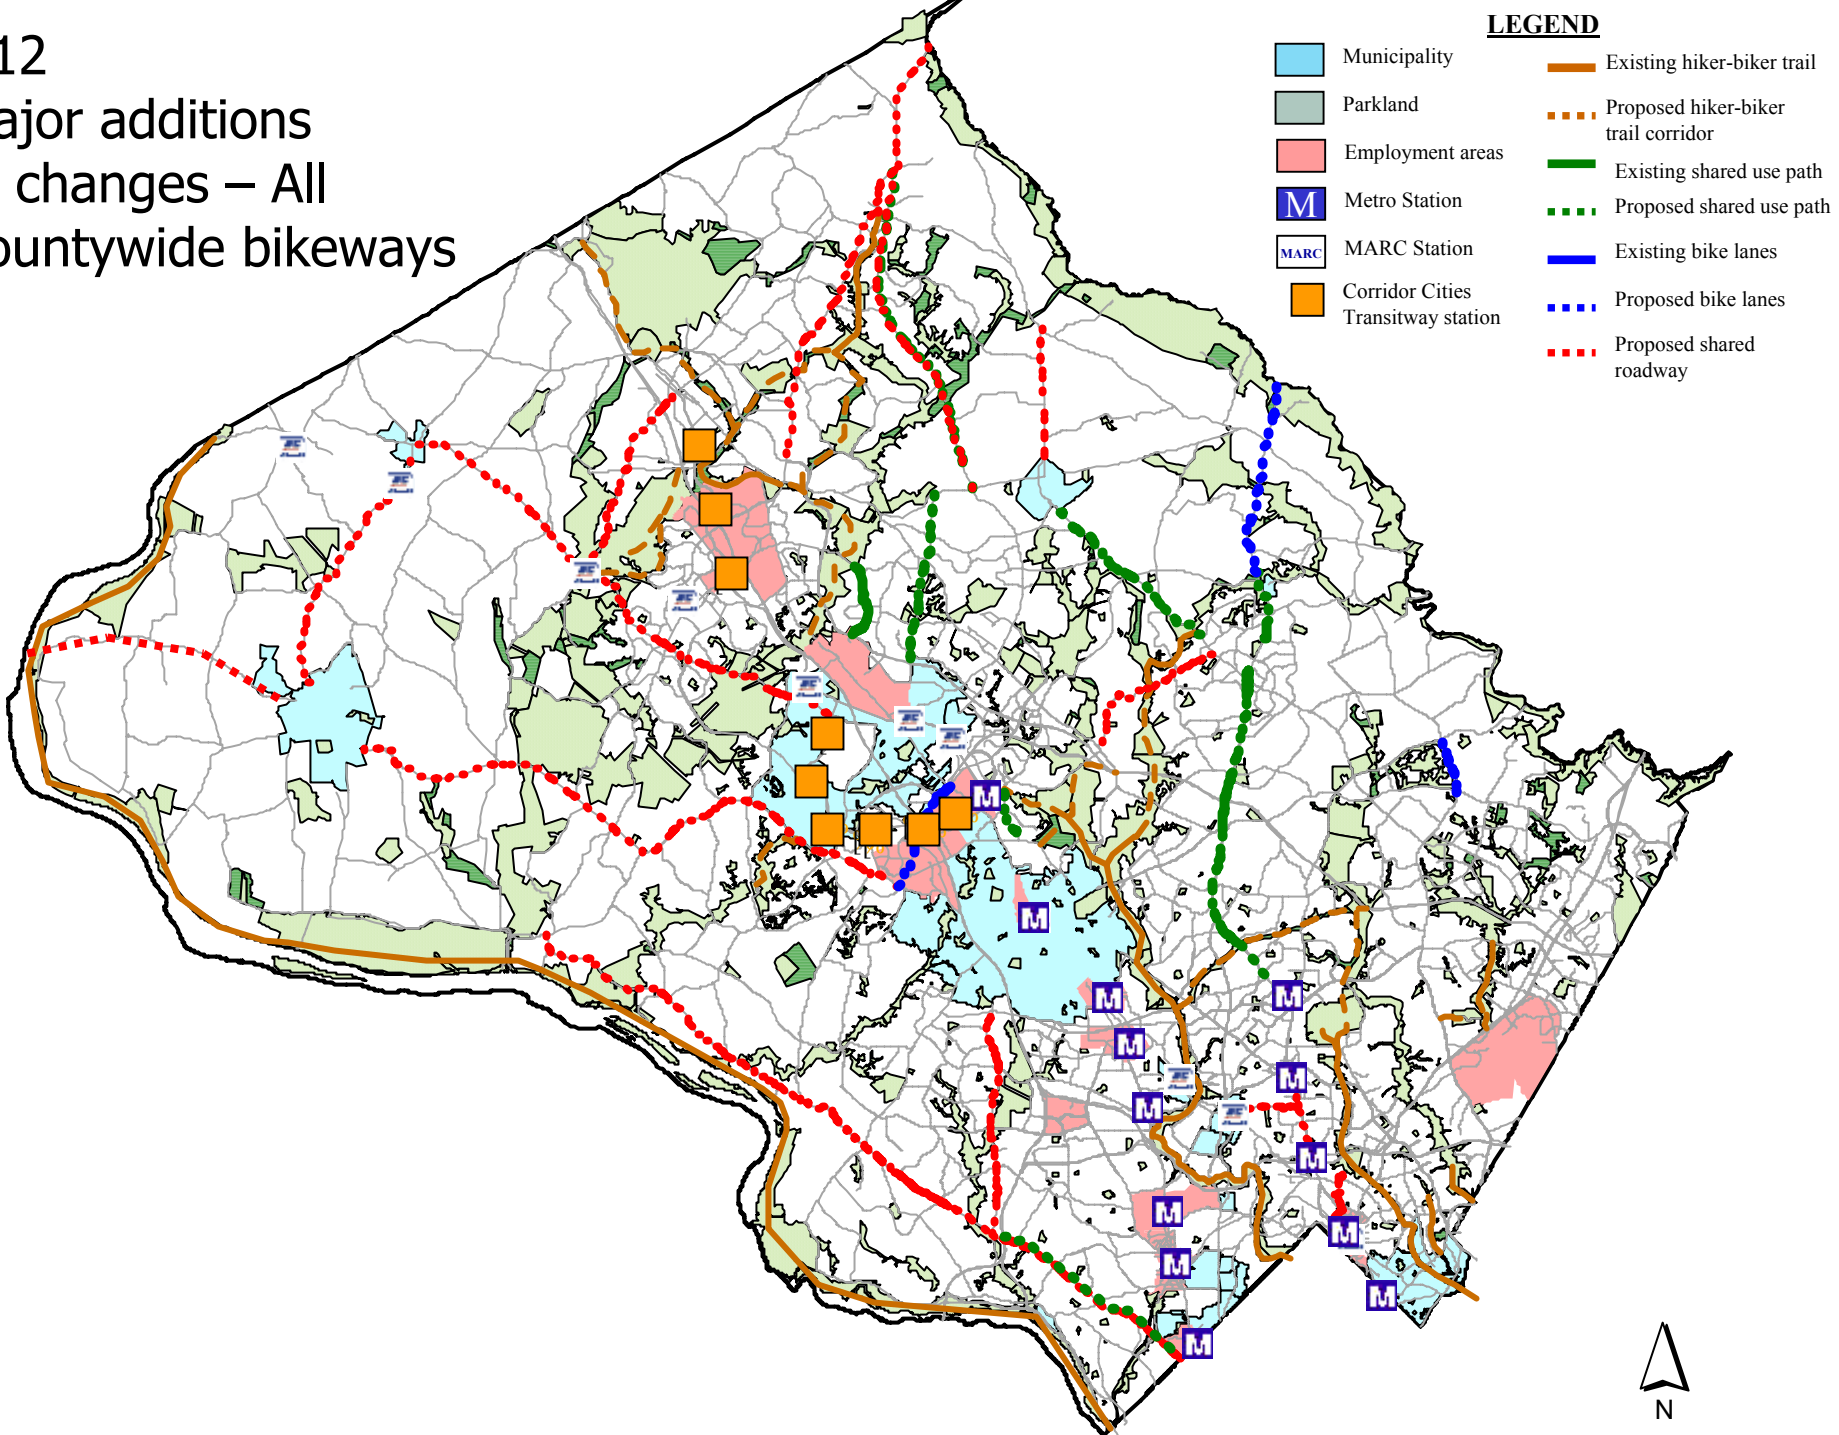 12
ajor additions
changes – All
ountywide bikeways
LEGEND
Municipality
Parkland
Employment areas
M
Metro Station
MARC
MARC Station
Corridor Cities
Transitway station
Existing hiker-biker trail
Proposed hiker-biker
trail corridor
Existing shared use path
Proposed shared use path
Existing bike lanes
Proposed bike lanes
Proposed shared
roadway
M
M
M
M
M
M
M
M
M
M
M
M
M
N